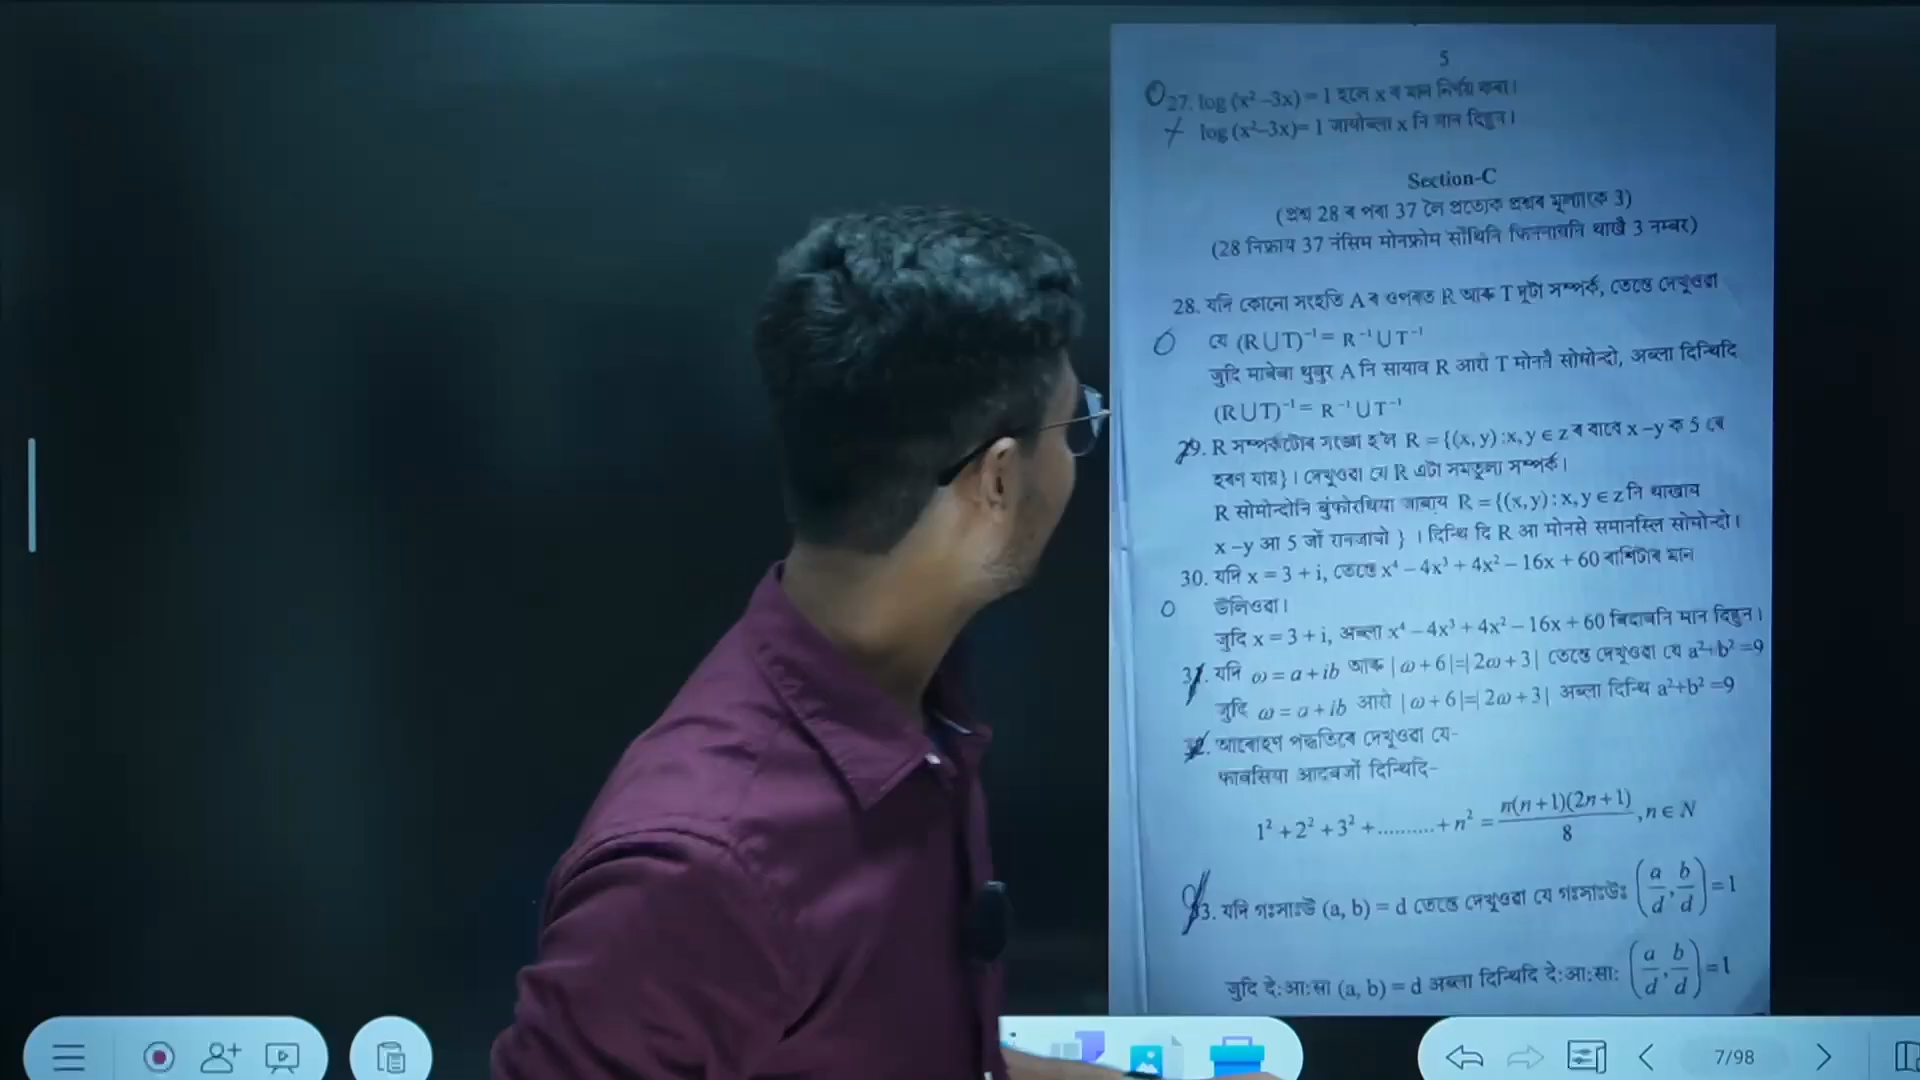 5
27. log (x² –3x) = 1 হলে x ৰ মান নিৰ্ণয় কৰা।
log (x²–3x)= 1 जायोब्ला x नि मान दिहुन।
Section-C
(প্ৰশ্ন 28 ৰ পৰা 37 লৈ প্ৰত্যেক প্ৰশ্নৰ মূল্যাংক 3)
(28 निफ्राय 37 नंसिम मोनफ्रोम सोंथिनि फिननायनि थाखै 3 नम्बर)
28. যদি কোনো সংহতি A ৰ ওপৰত R আৰু T দুটা সম্পৰ্ক, তেন্তে দেখুওৱা
যে (R⋃T)⁻¹ = R⁻¹⋃T⁻¹
जुदि माबेबा थुबुर A नि सायाव R आरो T मोननै सोमोन्दो, अब्ला दिन्थिदि
(R⋃T)⁻¹ = R⁻¹⋃T⁻¹
29. R সম্পৰ্কটোৰ সংজ্ঞা হ'ল R = {(x, y) :x, y ∈ z ৰ বাবে x –y ক 5 ৰে
হৰণ যায়}। দেখুওৱা যে R এটা সমতুল্য সম্পৰ্ক।
R सोमोन्दोनि बुंफोरथिया जाबाय R = {(x, y) : x, y ∈ z नि थाखाय
x –y आ 5 जों रानजायो } । दिन्थि दि R आ मोनसे समानस्लि सोमोन्दो।
30. যদি x = 3 + i, তেন্তে x⁴ – 4x³ + 4x² – 16x + 60 ৰাশিটোৰ মান
উলিওৱা।
जुदि x = 3 + i, अब्ला x⁴ – 4x³ + 4x² – 16x + 60 बिदाबनि मान दिहुन।
31. যদি ω = a + ib আৰু | ω + 6 |=| 2ω + 3 | তেন্তে দেখুওৱা যে a²+b² =9
जुदि ω = a + ib आरो | ω + 6 |=| 2ω + 3 | अब्ला दिन्थि a²+b² =9
32. আৰোহণ পদ্ধতিৰে দেখুওৱা যে-
फाबसिया आदबजों दिन्थिदि-
1² + 2² + 3² + .......... + n² = n(n + 1)(2n + 1) / 8 , n ∈ N
33. যদি গঃসাঃউঃ (a, b) = d তেন্তে দেখুওৱা যে গঃসাঃউঃ (a/d, b/d) = 1
जुदि दे:आ:सा (a, b) = d अब्ला दिन्थिदि दे:आ:सा: (a/d, b/d) = 1
7/98